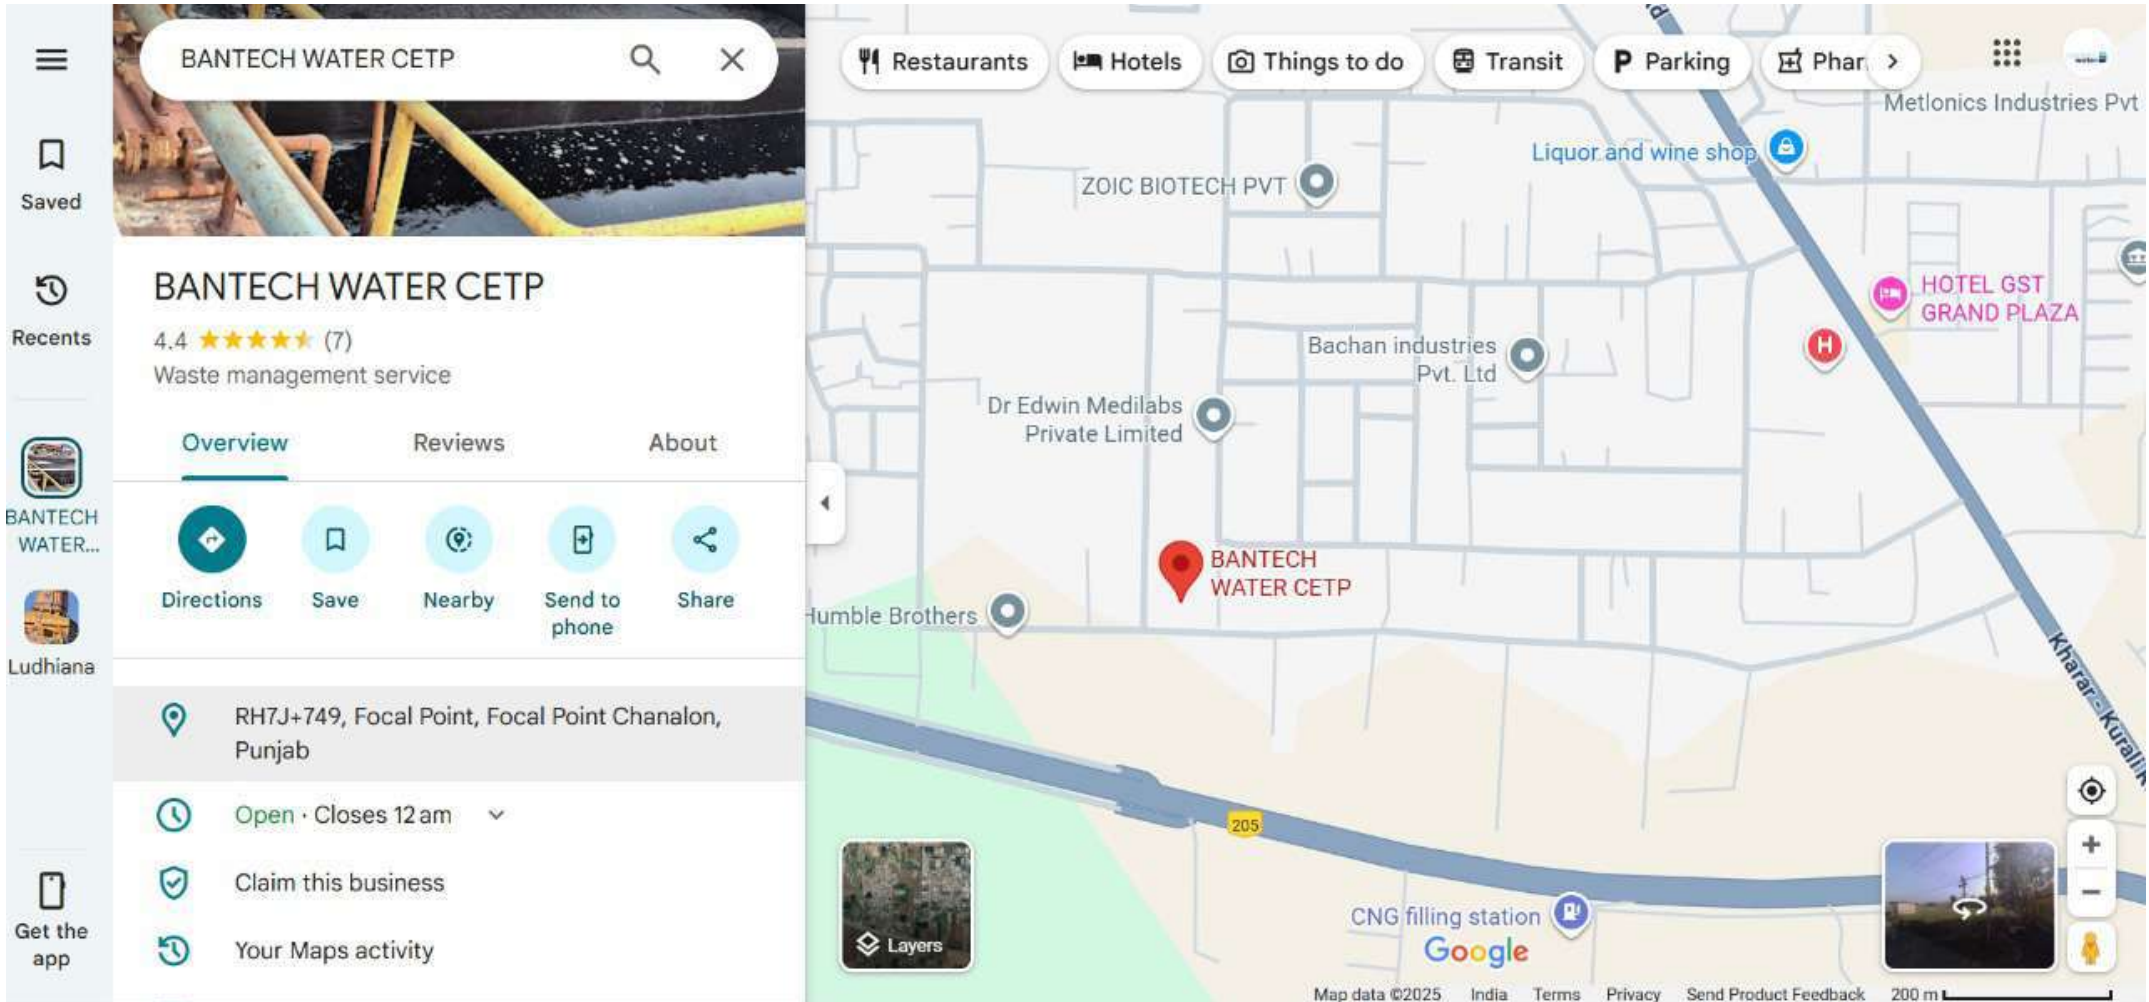 BANTECH WATER CETP
Saved
Recents
BANTECH
WATER...
Ludhiana
Get the
app
BANTECH WATER CETP
4.4 (7)
Waste management service
Overview Reviews About
Directions Save Nearby Send to phone Share
RH7J+749, Focal Point, Focal Point Chanalon,
Punjab
Open · Closes 12 am
Claim this business
Your Maps activity
Restaurants Hotels Things to do Transit P Parking Phar
Metlonics Industries Pvt
Liquor and wine shop
ZOIC BIOTECH PVT
HOTEL GST
GRAND PLAZA
H
Bachan industries
Pvt. Ltd
Dr Edwin Medilabs
Private Limited
BANTECH
WATER CETP
Humble Brothers
Kharar - Kurali R
205
CNG filling station
Layers
Google
Map data ©2025 India Terms Privacy Send Product Feedback 200 m